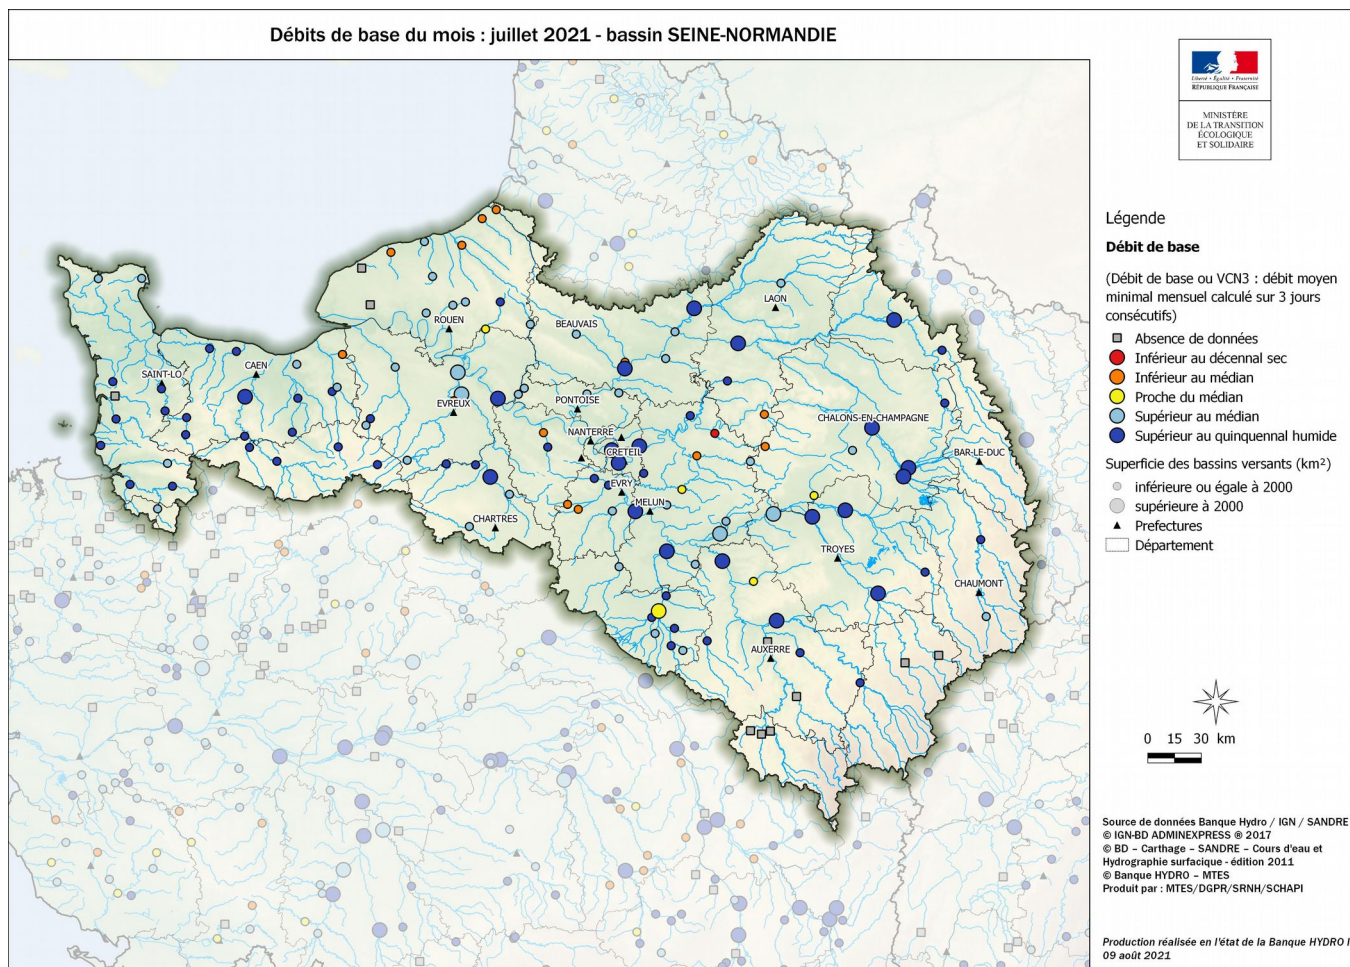 Débits de base du mois : juillet 2021 - bassin SEINE-NORMANDIE
Liberté • Égalité • Fraternité
RÉPUBLIQUE FRANÇAISE
MINISTÈRE
DE LA TRANSITION
ÉCOLOGIQUE
ET SOLIDAIRE
Légende
Débit de base
(Débit de base ou VCN3 : débit moyen
minimal mensuel calculé sur 3 jours
consécutifs)
Absence de données
Inférieur au décennal sec
Inférieur au médian
Proche du médian
Supérieur au médian
Supérieur au quinquennal humide
Superficie des bassins versants (km²)
inférieure ou égale à 2000
supérieure à 2000
Prefectures
Département
LAON
ROUEN
BEAUVAIS
SAINT-LO
CAEN
EVREUX
PONTOISE
CHALONS-EN-CHAMPAGNE
NANTERRE
CRETEIL
BAR-LE-DUC
EVRY
MELUN
CHARTRES
TROYES
CHAUMONT
AUXERRE
0 15 30 km
Source de données Banque Hydro / IGN / SANDRE
© IGN-BD ADMINEXPRESS ® 2017
© BD – Carthage – SANDRE – Cours d'eau et
Hydrographie surfacique - édition 2011
© Banque HYDRO – MTES
Produit par : MTES/DGPR/SRNH/SCHAPI
Production réalisée en l'état de la Banque HYDRO l
09 août 2021